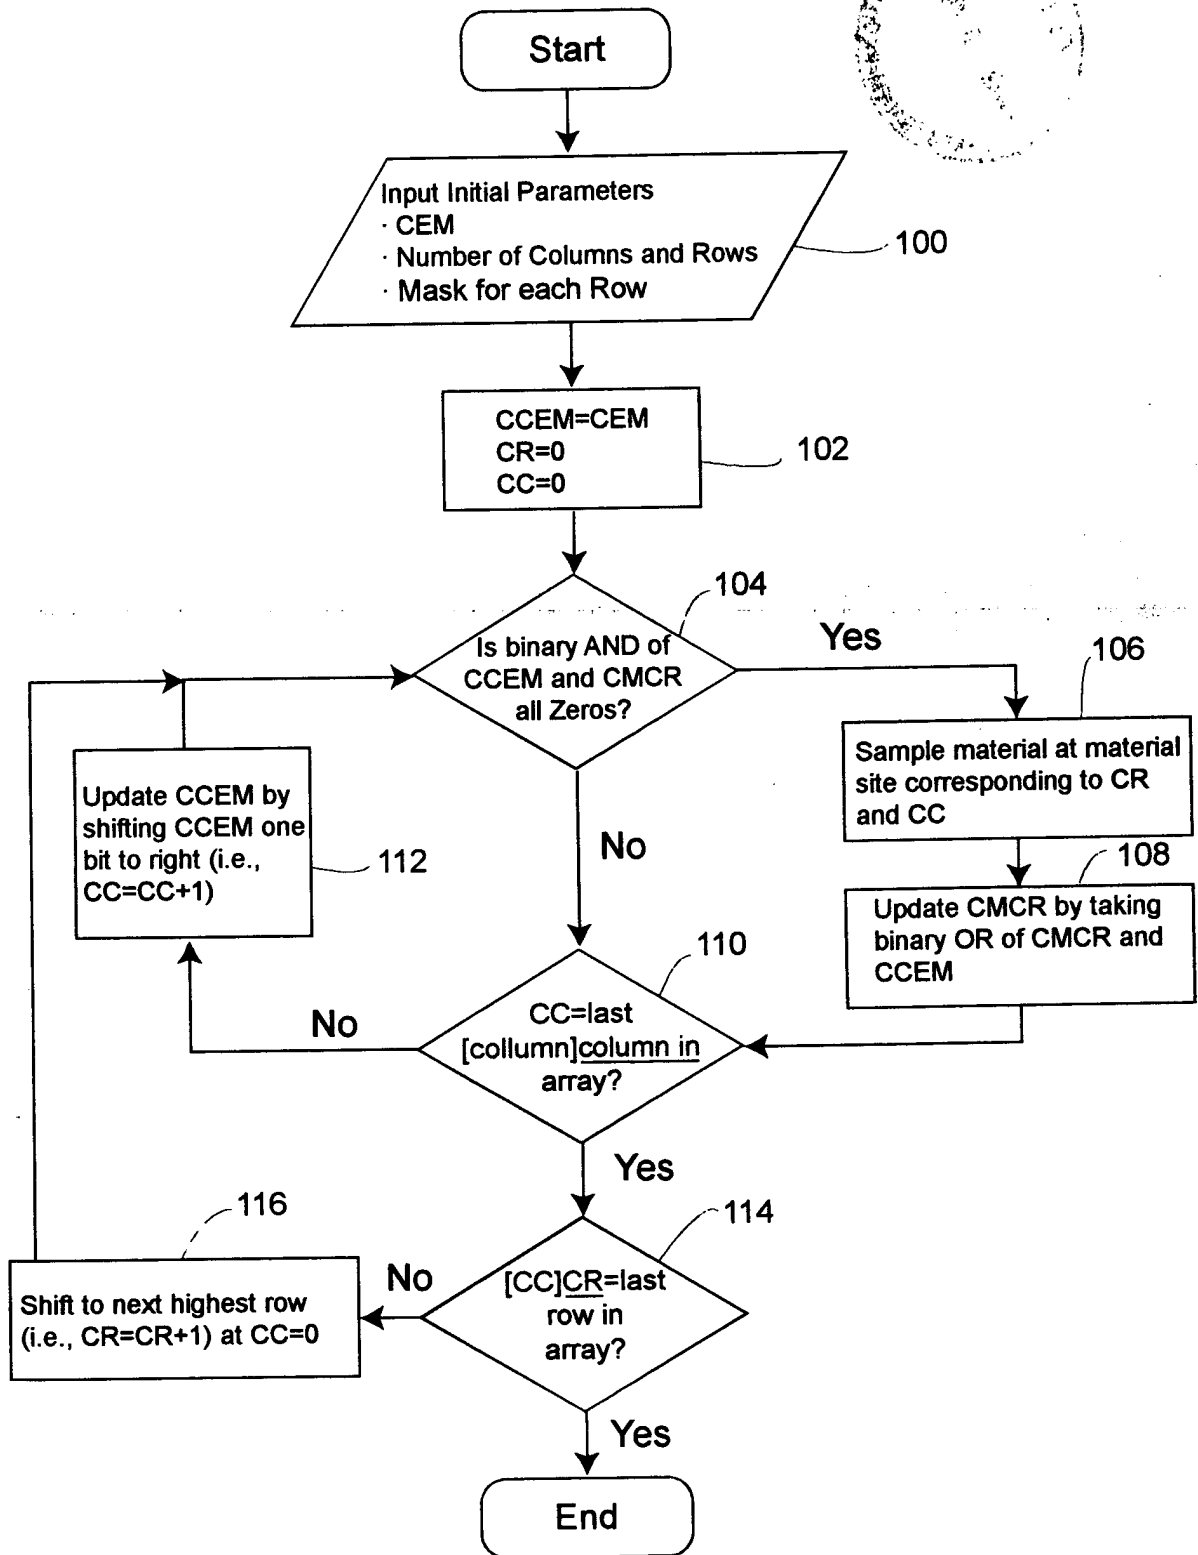 Start
Input Initial Parameters
· CEM
· Number of Columns and Rows
· Mask for each Row
100
CCEM=CEM
CR=0
CC=0
102
104
Is binary AND of
CCEM and CMCR
all Zeros?
Yes
106
Sample material at material
site corresponding to CR
and CC
No
108
Update CMCR by taking
binary OR of CMCR and
CCEM
Update CCEM by
shifting CCEM one
bit to right (i.e.,
CC=CC+1)
112
110
CC=last
[collumn]column in
array?
No
Yes
116
Shift to next highest row
(i.e., CR=CR+1) at CC=0
No
114
[CC]CR=last
row in
array?
Yes
End